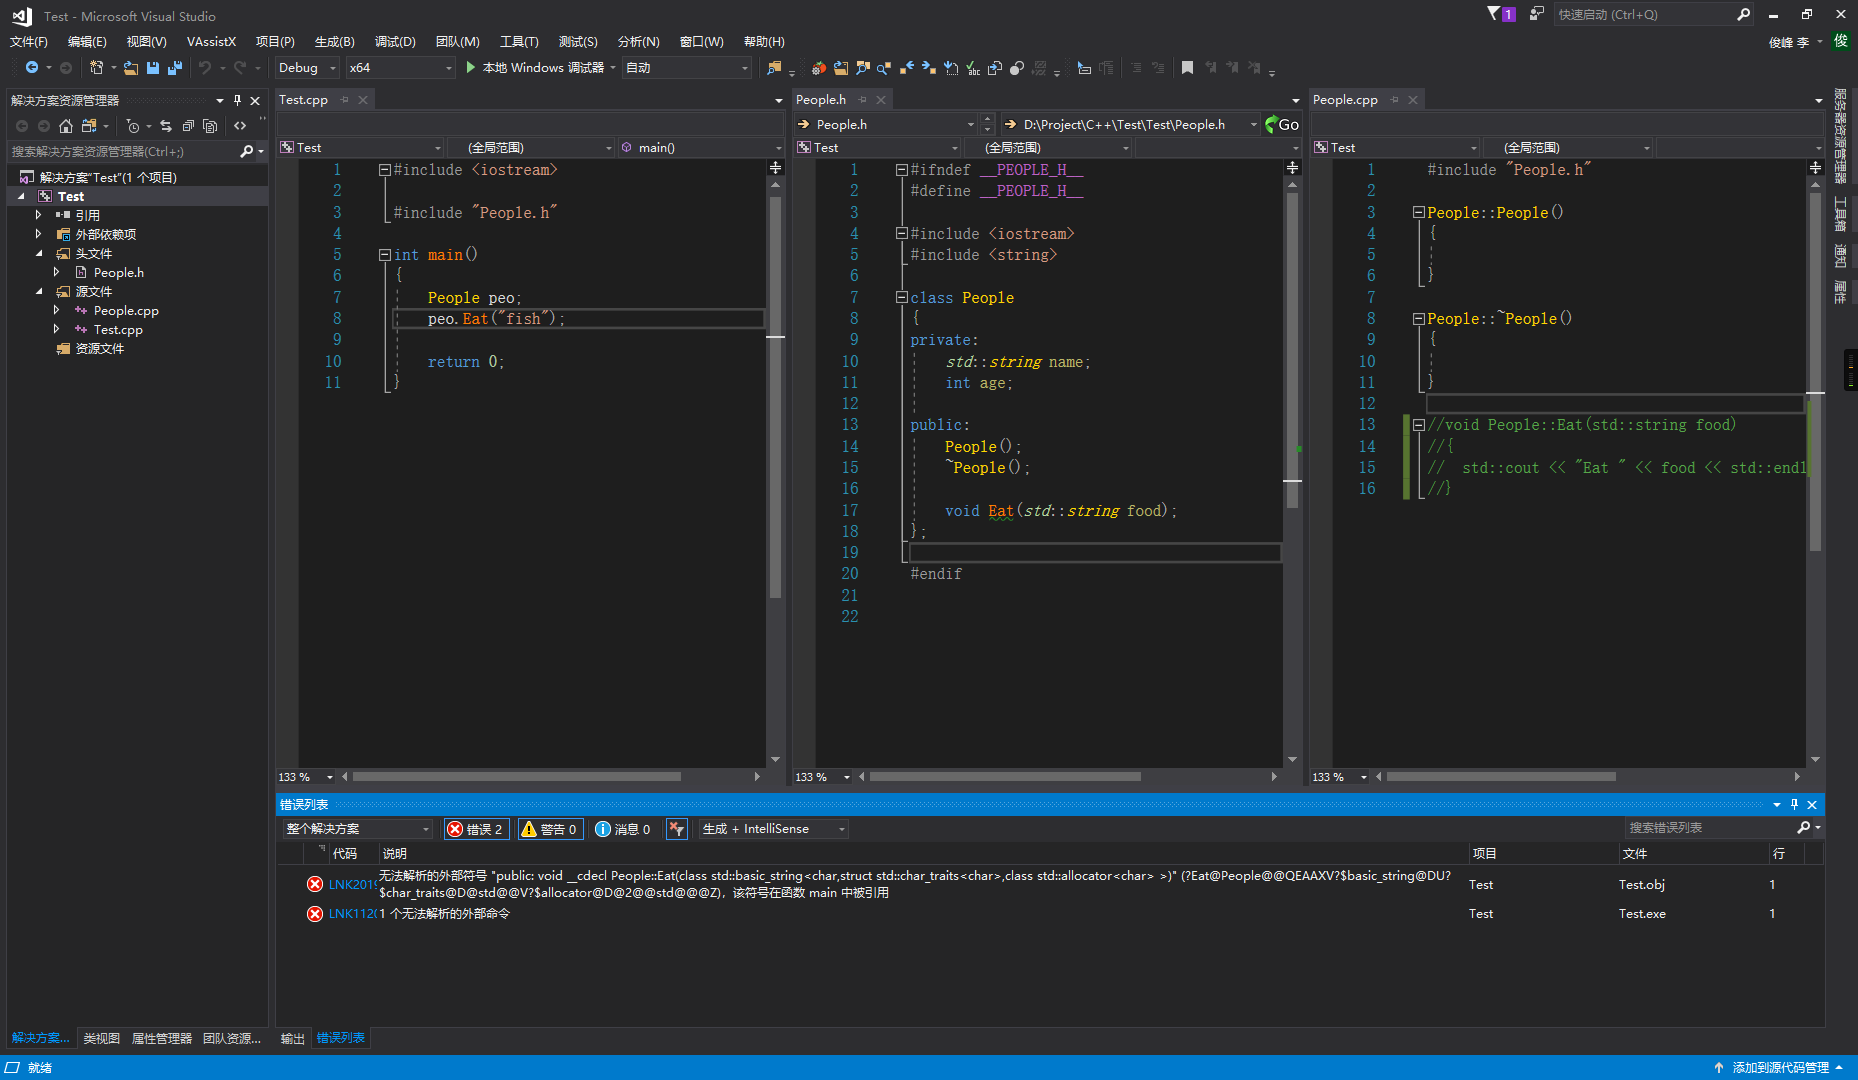 Test - Microsoft Visual Studio
1
快速启动 (Ctrl+Q)
文件(F) 编辑(E) 视图(V) VAssistX 项目(P) 生成(B) 调试(D) 团队(M) 工具(T) 测试(S) 分析(N) 窗口(W) 帮助(H)
俊峰 李 俊
Debug x64 本地 Windows 调试器 自动
解决方案资源管理器
搜索解决方案资源管理器(Ctrl+;)
解决方案"Test"(1 个项目)
Test
引用
外部依赖项
头文件
People.h
源文件
People.cpp
Test.cpp
资源文件
Test.cpp
Test (全局范围) main()
1 #include <iostream>
2
3 #include "People.h"
4
5 int main()
6 {
7 People peo;
8 peo.Eat("fish");
9
10 return 0;
11 }
133 %
People.h
People.h D:\Project\C++\Test\Test\People.h Go
Test (全局范围)
1 #ifndef __PEOPLE_H__
2 #define __PEOPLE_H__
3
4 #include <iostream>
5 #include <string>
6
7 class People
8 {
9 private:
10 std::string name;
11 int age;
12
13 public:
14 People();
15 ~People();
16
17 void Eat(std::string food);
18 };
19
20 #endif
21
22
133 %
People.cpp
Test (全局范围)
1 #include "People.h"
2
3 People::People()
4 {
5
6 }
7
8 People::~People()
9 {
10
11 }
12
13 //void People::Eat(std::string food)
14 //{
15 // std::cout << "Eat " << food << std::endl
16 //}
133 %
服务器资源管理器
工具箱
通知
属性
错误列表
整个解决方案 错误 2 警告 0 消息 0 生成 + IntelliSense 搜索错误列表
代码 说明 项目 文件 行
LNK2019 无法解析的外部符号 "public: void __cdecl People::Eat(class std::basic_string<char,struct std::char_traits<char>,class std::allocator<char> >)" (?Eat@People@@QEAAXV?$basic_string@DU?
$char_traits@D@std@@V?$allocator@D@2@@std@@@Z)，该符号在函数 main 中被引用 Test Test.obj 1
LNK112 1 个无法解析的外部命令 Test Test.exe 1
解决方案... 类视图 属性管理器 团队资源... 输出 错误列表
就绪 添加到源代码管理